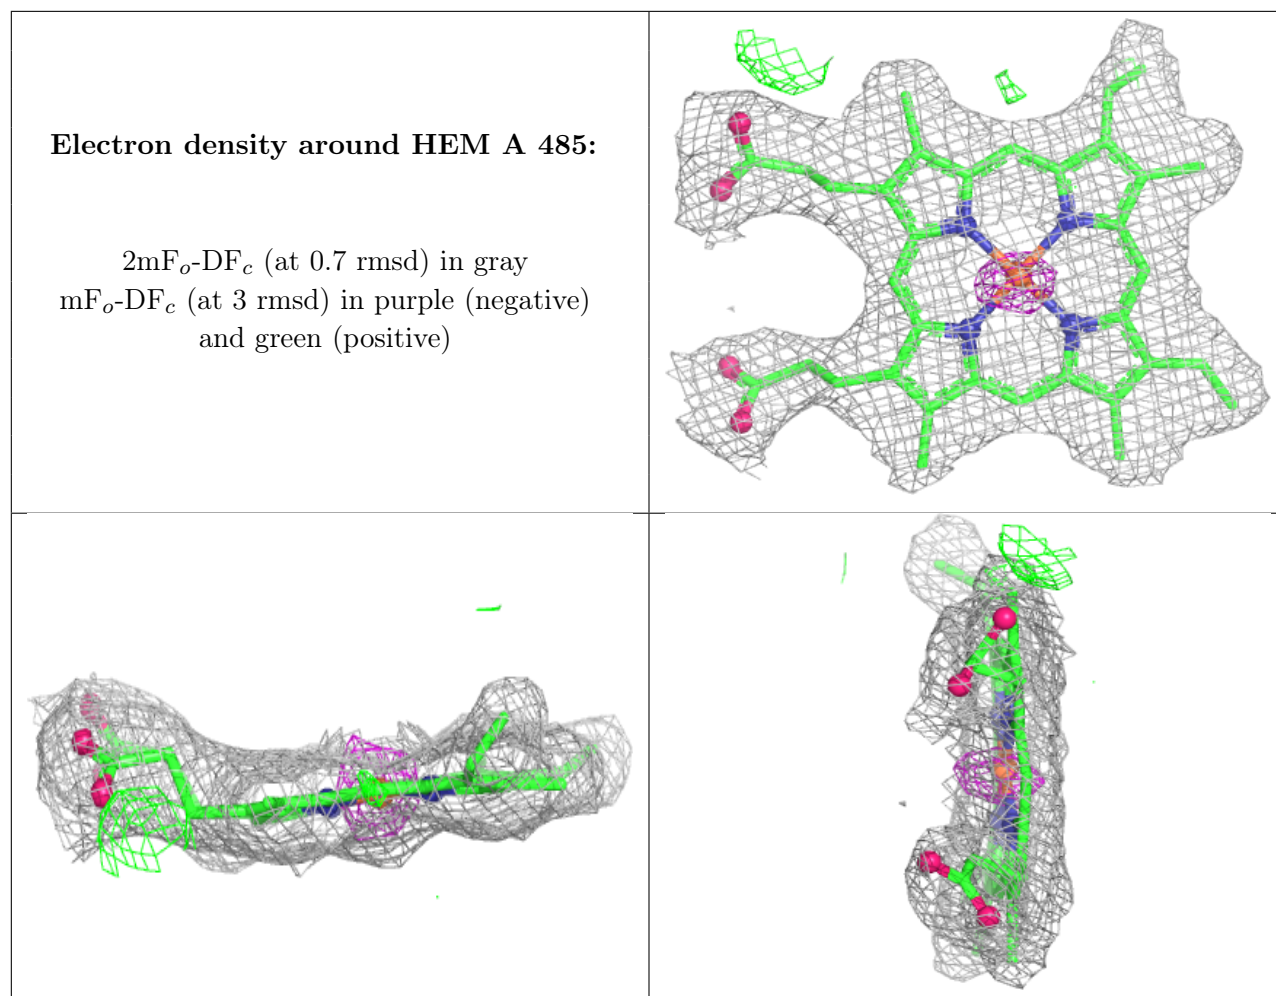 Electron density around HEM A 485:
2mFo-DFc (at 0.7 rmsd) in gray
mFo-DFc (at 3 rmsd) in purple (negative)
and green (positive)